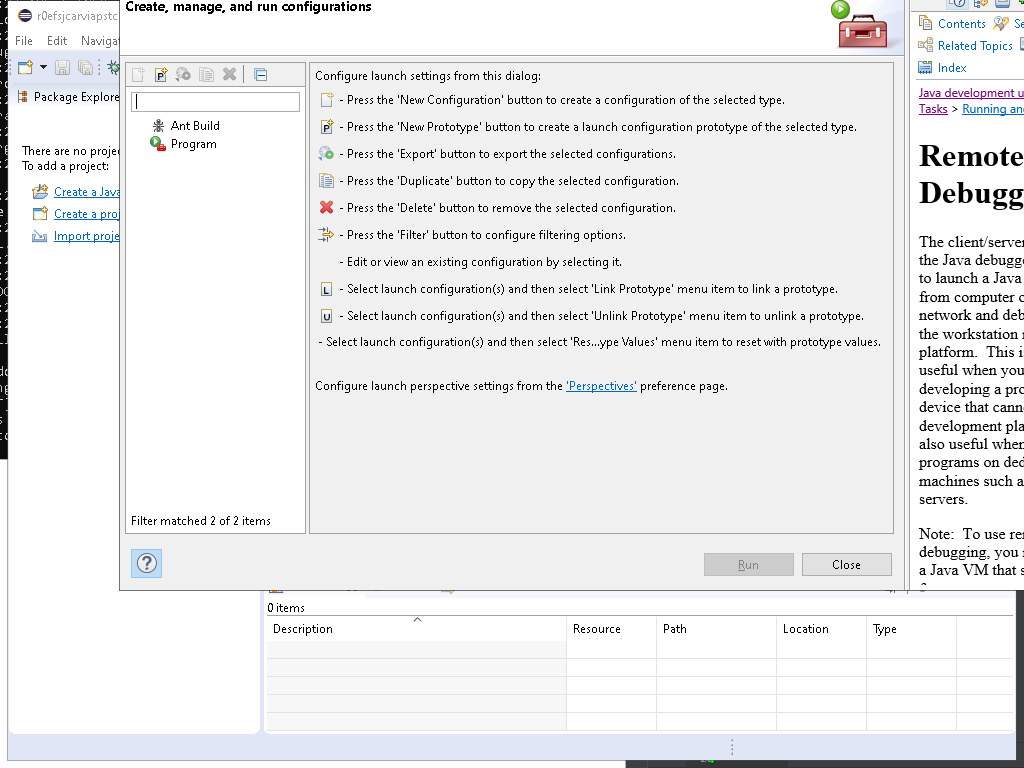 Create, manage, and run configurations
r0efsjcarviapstc
File Edit Naviga
Package Explore
There are no proje
To add a project:
Create a Java
Create a proj
Import proje
Ant Build
Program
Filter matched 2 of 2 items
Configure launch settings from this dialog:
- Press the 'New Configuration' button to create a configuration of the selected type.
- Press the 'New Prototype' button to create a launch configuration prototype of the selected type.
- Press the 'Export' button to export the selected configurations.
- Press the 'Duplicate' button to copy the selected configuration.
- Press the 'Delete' button to remove the selected configuration.
- Press the 'Filter' button to configure filtering options.
- Edit or view an existing configuration by selecting it.
L - Select launch configuration(s) and then select 'Link Prototype' menu item to link a prototype.
U - Select launch configuration(s) and then select 'Unlink Prototype' menu item to unlink a prototype.
- Select launch configuration(s) and then select 'Res...ype Values' menu item to reset with prototype values.
Configure launch perspective settings from the 'Perspectives' preference page.
Run Close
Contents Se
Related Topics
Index
Java development u
Tasks > Running and
Remote
Debugg
The client/server
the Java debugge
to launch a Java
from computer o
network and deb
the workstation r
platform. This is
useful when you
developing a pro
device that canno
development pla
also useful when
programs on ded
machines such a
servers.
Note: To use rem
debugging, you r
a Java VM that s
0 items
Description Resource Path Location Type